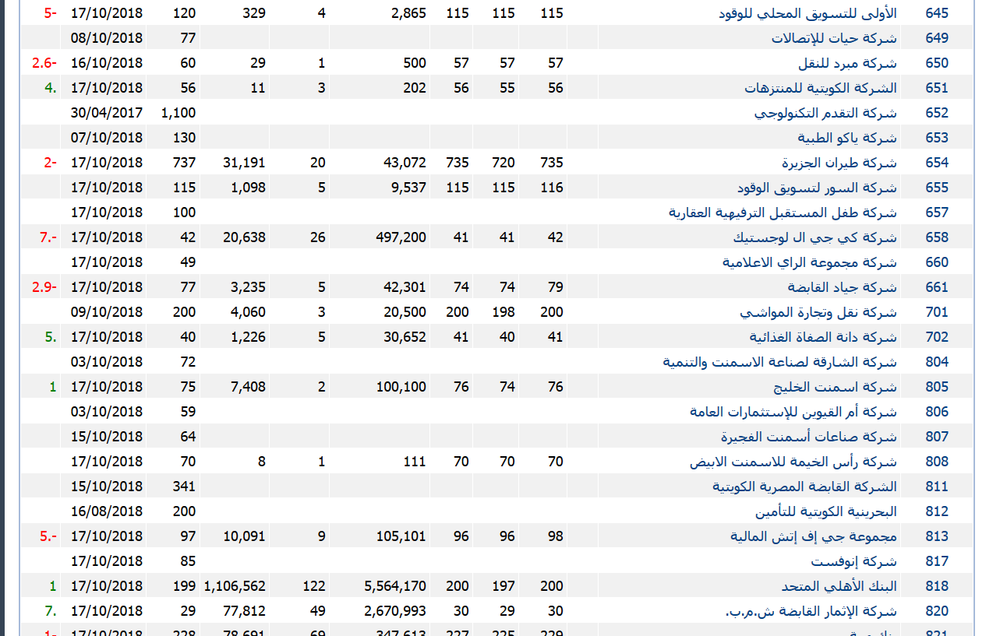 645 الأولى للتسويق المحلي للوقود 115 115 115 2,865 4 329 120 17/10/2018 5-
649 شركة حيات للإتصالات 77 08/10/2018
650 شركة مبرد للنقل 57 57 57 500 1 29 60 16/10/2018 2.6-
651 الشركة الكويتية للمنتزهات 56 55 56 202 3 11 56 17/10/2018 4.
652 شركة التقدم التكنولوجي 1,100 30/04/2017
653 شركة ياكو الطبية 130 07/10/2018
654 شركة طيران الجزيرة 735 720 735 43,072 20 31,191 737 17/10/2018 2-
655 شركة السور لتسويق الوقود 116 115 115 9,537 5 1,098 115 17/10/2018
657 شركة طفل المستقبل الترفيهية العقارية 100 17/10/2018
658 شركة كي جي ال لوجستيك 42 41 41 497,200 26 20,638 42 17/10/2018 7.-
660 شركة مجموعة الراي الاعلامية 49 17/10/2018
661 شركة جياد القابضة 79 74 74 42,301 5 3,235 77 17/10/2018 2.9-
701 شركة نقل وتجارة المواشي 200 198 200 20,500 3 4,060 200 09/10/2018
702 شركة دانة الصفاة الغذائية 41 40 41 30,652 5 1,226 40 17/10/2018 5.
804 شركة الشارقة لصناعة الاسمنت والتنمية 72 03/10/2018
805 شركة اسمنت الخليج 76 74 76 100,100 2 7,408 75 17/10/2018 1
806 شركة أم القيوين للإستثمارات العامة 59 03/10/2018
807 شركة صناعات أسمنت الفجيرة 64 15/10/2018
808 شركة رأس الخيمة للاسمنت الابيض 70 70 70 111 1 8 70 17/10/2018
811 الشركة القابضة المصرية الكويتية 341 15/10/2018
812 البحرينية الكويتية للتأمين 200 16/08/2018
813 مجموعة جي إف إتش المالية 98 96 96 105,101 9 10,091 97 17/10/2018 5.-
817 شركة إنوفست 85 17/10/2018
818 البنك الأهلي المتحد 200 197 200 5,564,170 122 1,106,562 199 17/10/2018 1
820 شركة الإثمار القابضة ش.م.ب. 30 29 30 2,670,993 49 77,812 29 17/10/2018 7.
821 229 225 227 347,613 69 78,691 228 17/10/2018 1-